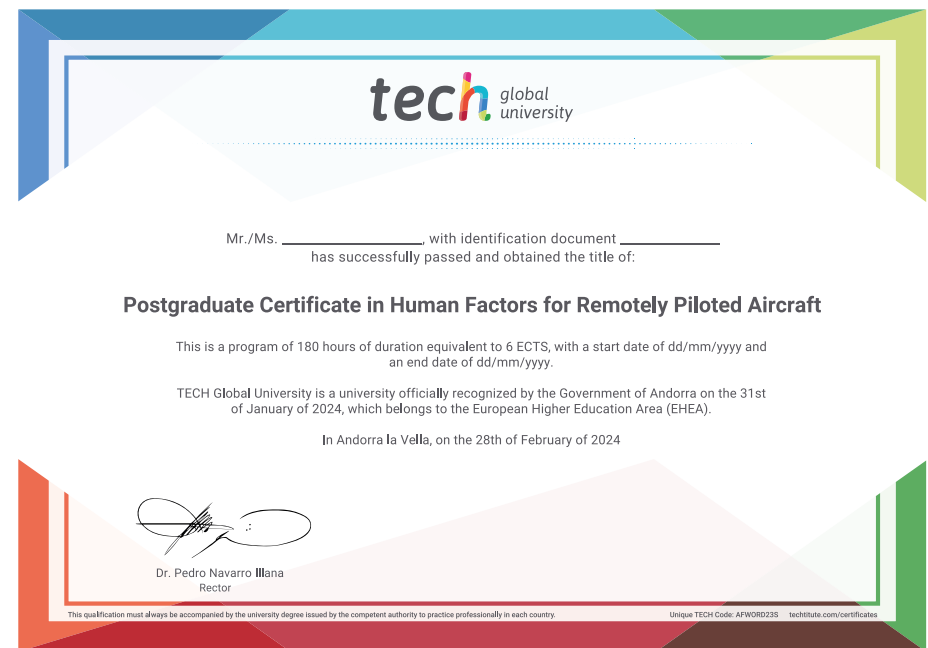 tech global university
Mr./Ms. ____________________, with identification document ______________
has successfully passed and obtained the title of:
Postgraduate Certificate in Human Factors for Remotely Piloted Aircraft
This is a program of 180 hours of duration equivalent to 6 ECTS, with a start date of dd/mm/yyyy and
an end date of dd/mm/yyyy.
TECH Global University is a university officially recognized by the Government of Andorra on the 31st
of January of 2024, which belongs to the European Higher Education Area (EHEA).
In Andorra la Vella, on the 28th of February of 2024
Dr. Pedro Navarro Illana
Rector
This qualification must always be accompanied by the university degree issued by the competent authority to practice professionally in each country.
Unique TECH Code: AFWORD23S techtitute.com/certificates